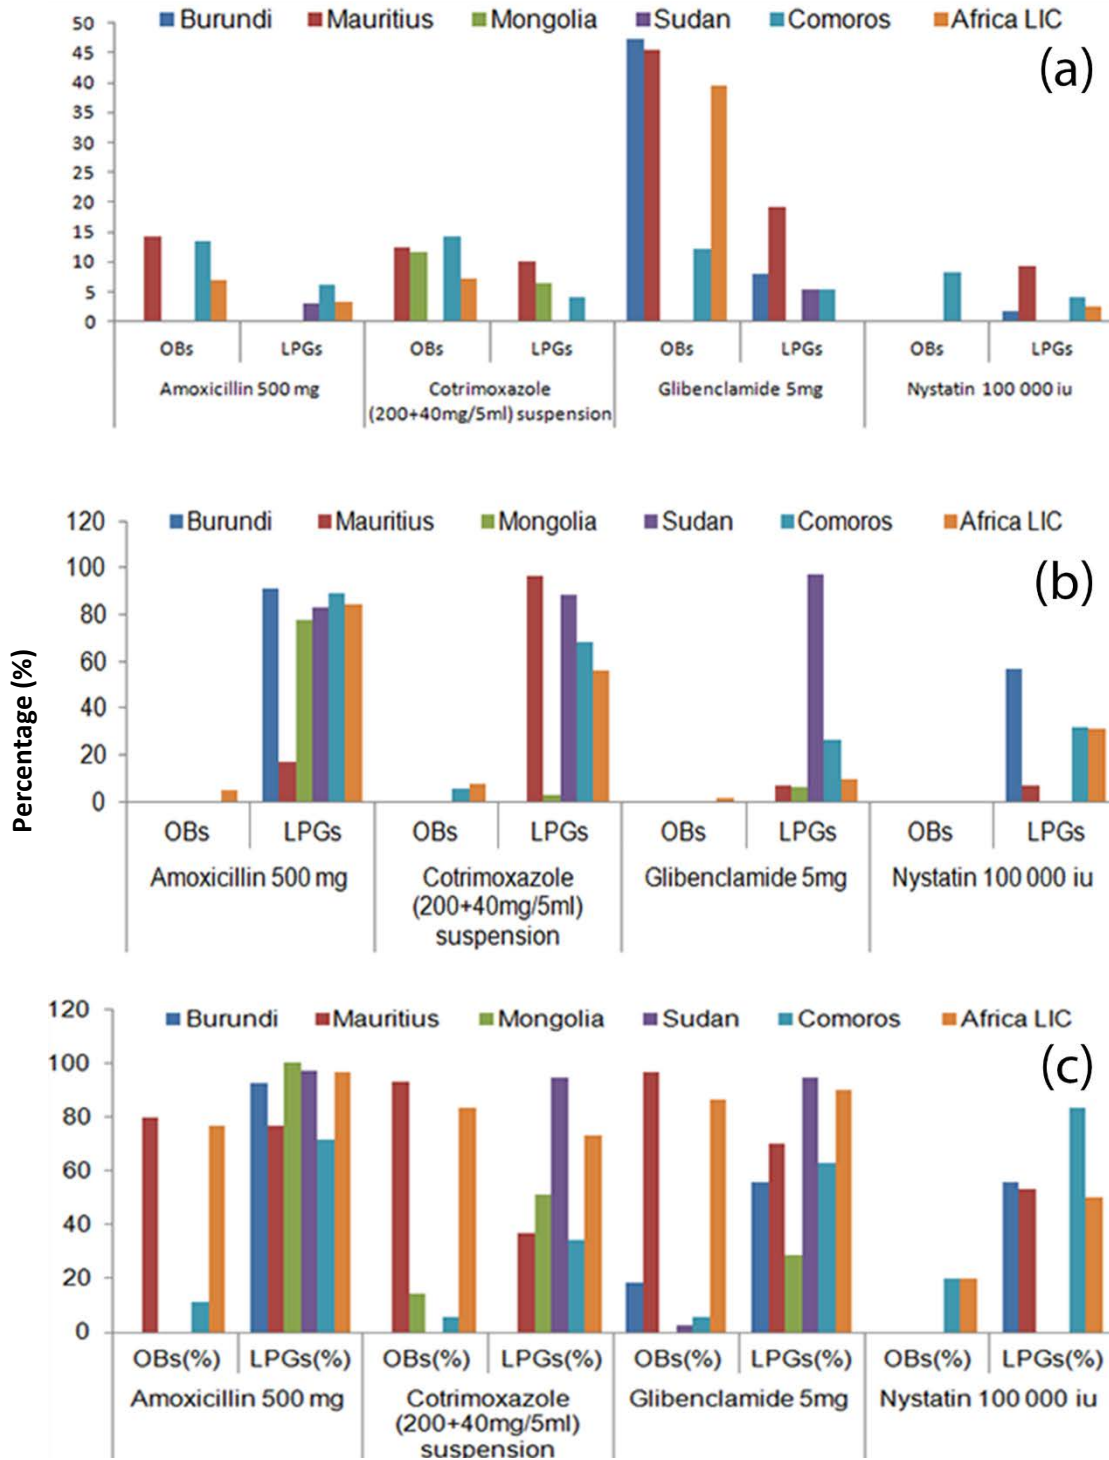 Burundi Mauritius Mongolia Sudan Comoros Africa LIC
(a)
50
45
40
35
30
25
20
15
10
5
0
OBs LPGs OBs LPGs OBs LPGs OBs LPGs
Amoxicillin 500 mg Cotrimoxazole Glibenclamide 5mg Nystatin 100 000 iu
(200+40mg/5ml) suspension
Percentage (%)
Burundi Mauritius Mongolia Sudan Comoros Africa LIC
(b)
120
100
80
60
40
20
0
OBs LPGs OBs LPGs OBs LPGs OBs LPGs
Amoxicillin 500 mg Cotrimoxazole Glibenclamide 5mg Nystatin 100 000 iu
(200+40mg/5ml)
suspension
Burundi Mauritius Mongolia Sudan Comoros Africa LIC
(c)
120
100
80
60
40
20
0
OBs(%) LPGs(%) OBs(%) LPGs(%) OBs(%) LPGs(%) OBs(%) LPGs(%)
Amoxicillin 500 mg Cotrimoxazole Glibenclamide 5mg Nystatin 100 000 iu
(200+40mg/5ml)
suspension